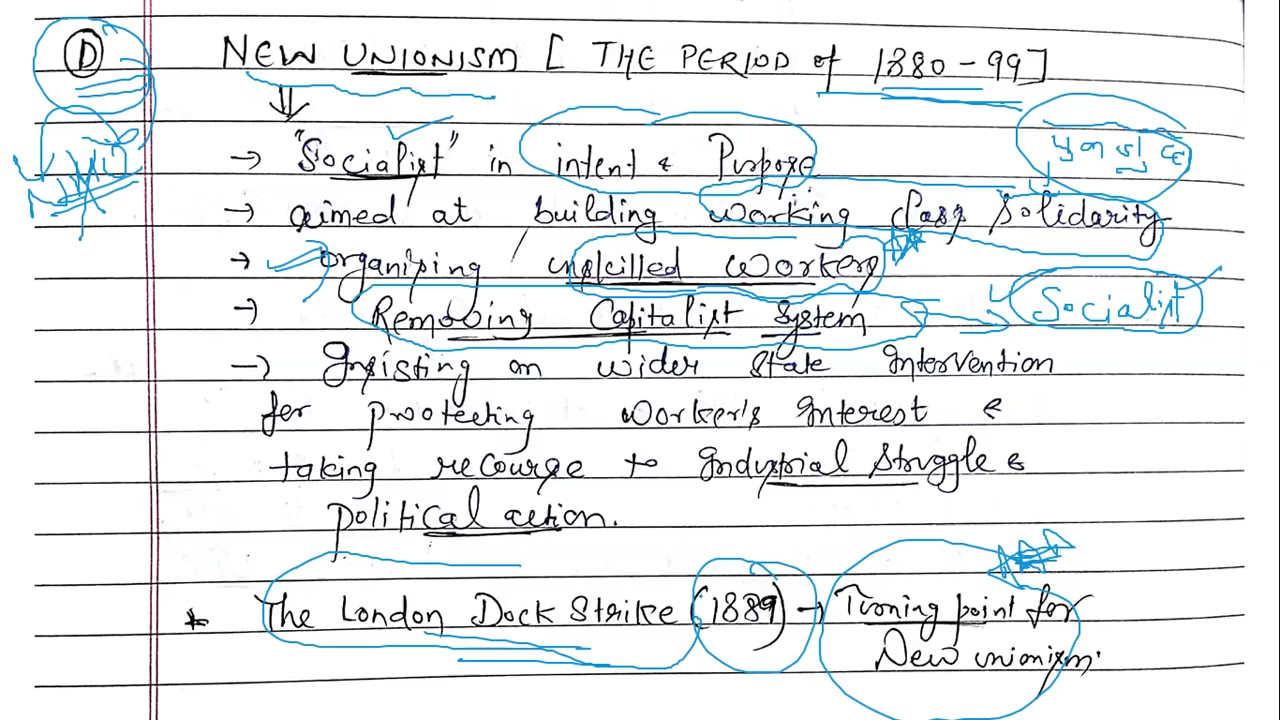 D NEW UNIONISM [ THE PERIOD of 1880-99]
→ "Socialist" in intent & Purpose
→ aimed at building working class solidarity
→ organising unskilled workers
→ Removing Capitalist System → Socialist
→ Insisting on wider state Intervention
for protecting worker's Interest &
taking recourse to Industrial Struggle &
political action.
* The London Dock Strike (1889) → Turning point for
New unionism.